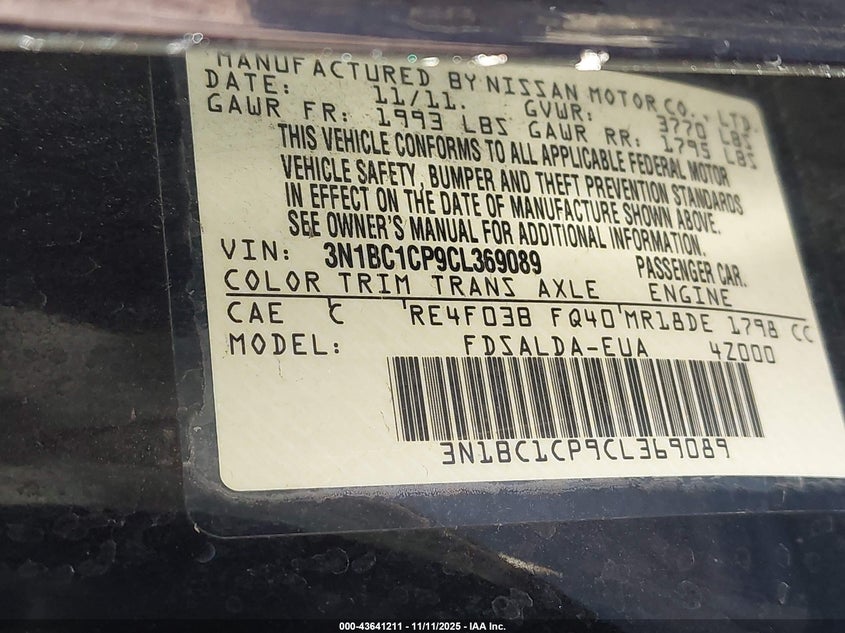 MANUFACTURED BY NISSAN MOTOR CO., LTD.
DATE: 11/11. GVWR: 3770 LBS
GAWR FR: 1993 LBS GAWR RR: 1795 LBS
THIS VEHICLE CONFORMS TO ALL APPLICABLE FEDERAL MOTOR
VEHICLE SAFETY, BUMPER AND THEFT PREVENTION STANDARDS
IN EFFECT ON THE DATE OF MANUFACTURE SHOWN ABOVE.
SEE OWNER'S MANUAL FOR ADDITIONAL INFORMATION.
VIN: 3N1BC1CP9CL369089 PASSENGER CAR.
COLOR TRIM TRANS AXLE ENGINE
CAE C RE4F03B FQ40 MR18DE 1798 CC
MODEL: FDSALDA-EUA 4Z000
3N1BC1CP9CL369089
000-43641211 - 11/11/2025 - IAA Inc.